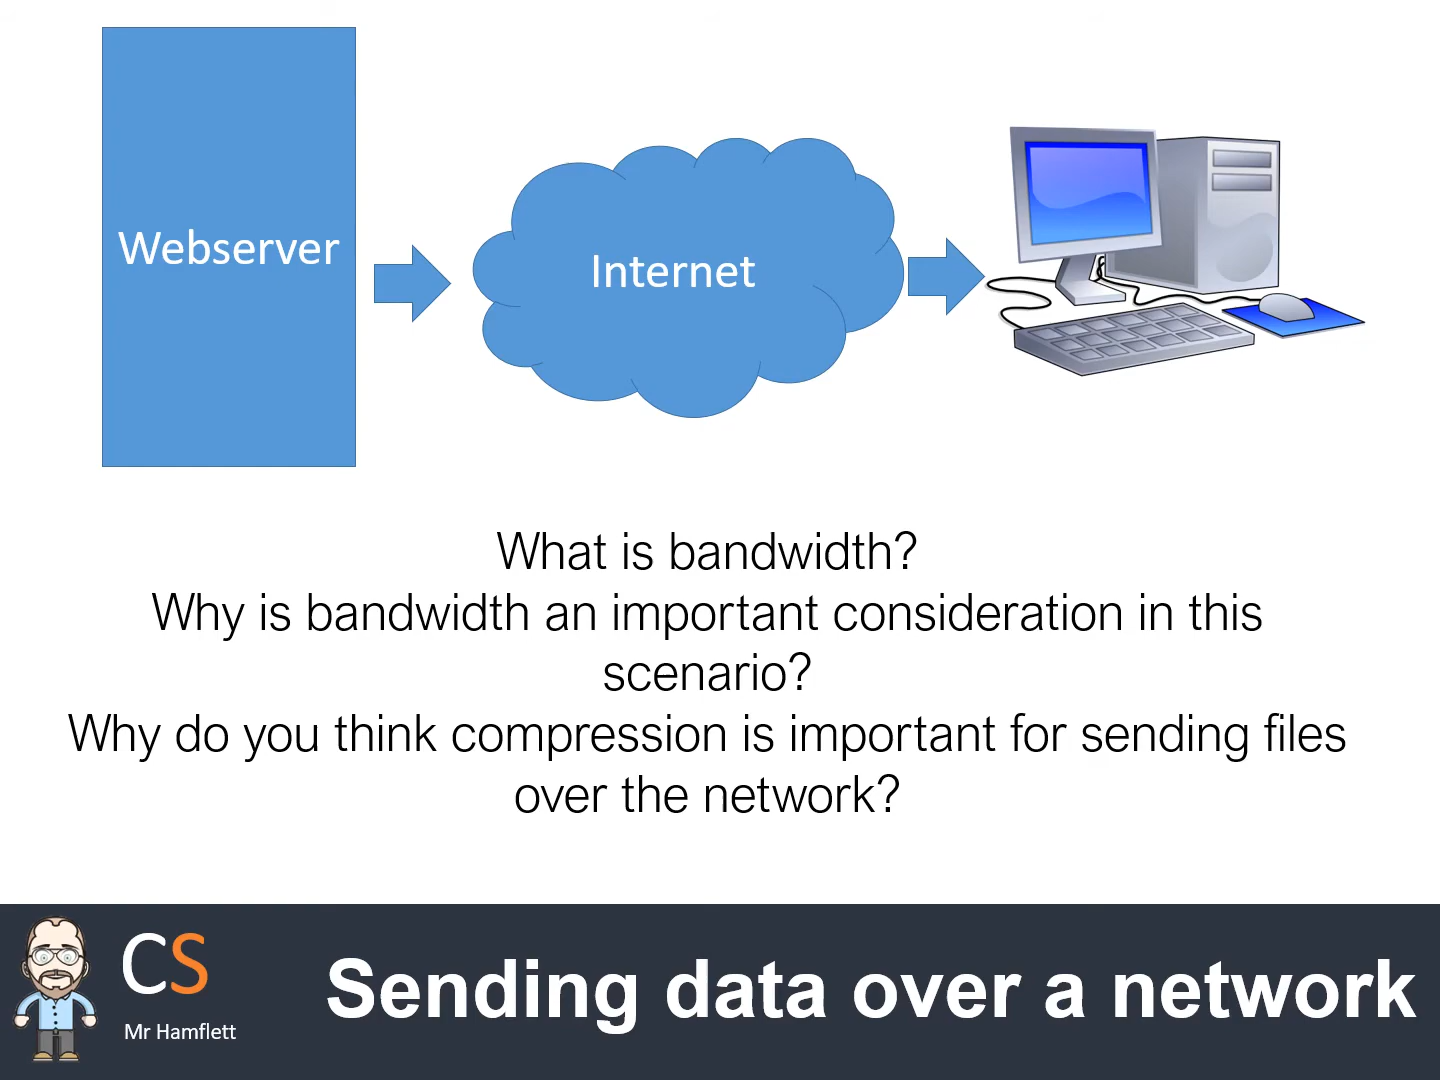 Webserver
Internet
What is bandwidth?
Why is bandwidth an important consideration in this
scenario?
Why do you think compression is important for sending files
over the network?
CS
Mr Hamflett
Sending data over a network